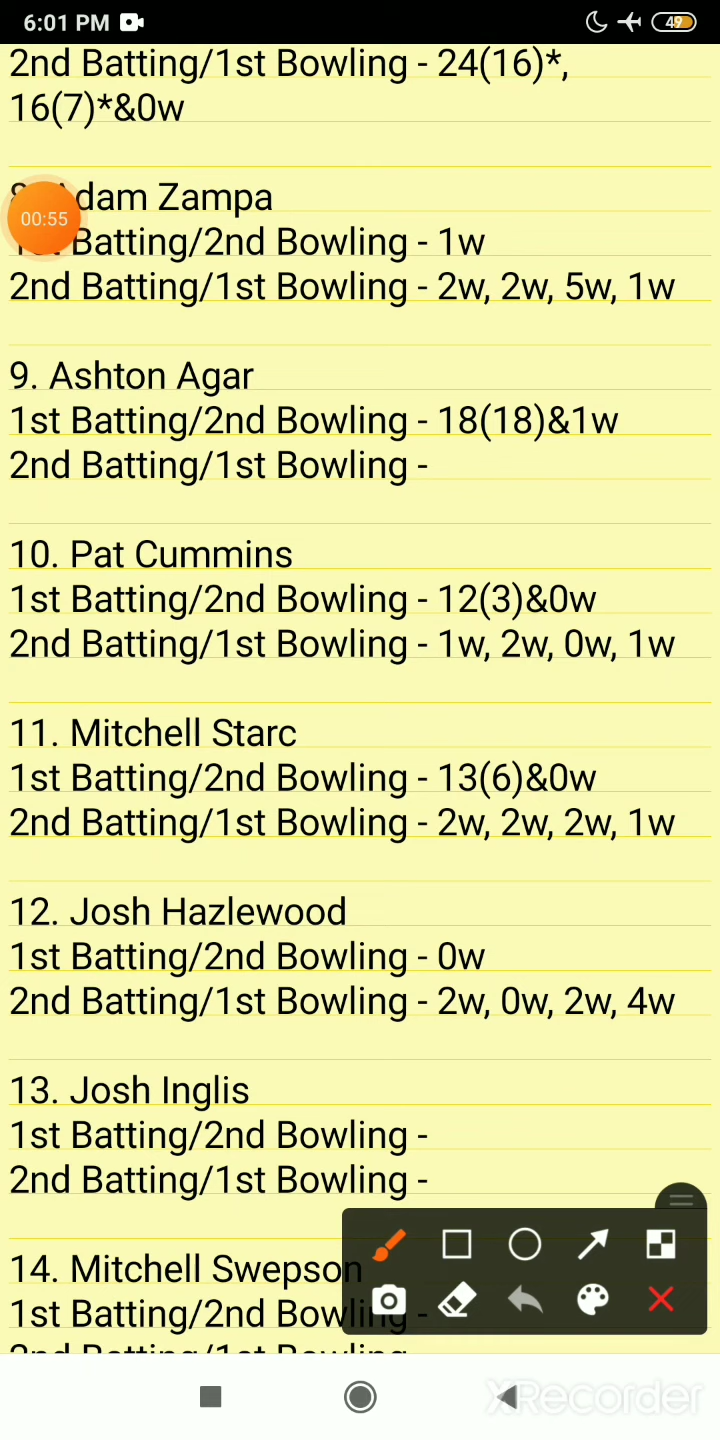 6:01 PM
49
2nd Batting/1st Bowling - 24(16)*,
16(7)*&0w
Adam Zampa
00:55
Batting/2nd Bowling - 1w
2nd Batting/1st Bowling - 2w, 2w, 5w, 1w
9. Ashton Agar
1st Batting/2nd Bowling - 18(18)&1w
2nd Batting/1st Bowling -
10. Pat Cummins
1st Batting/2nd Bowling - 12(3)&0w
2nd Batting/1st Bowling - 1w, 2w, 0w, 1w
11. Mitchell Starc
1st Batting/2nd Bowling - 13(6)&0w
2nd Batting/1st Bowling - 2w, 2w, 2w, 1w
12. Josh Hazlewood
1st Batting/2nd Bowling - 0w
2nd Batting/1st Bowling - 2w, 0w, 2w, 4w
13. Josh Inglis
1st Batting/2nd Bowling -
2nd Batting/1st Bowling -
14. Mitchell Swepson
1st Batting/2nd Bowling -
2nd Batting/1st Bowling
XRecorder